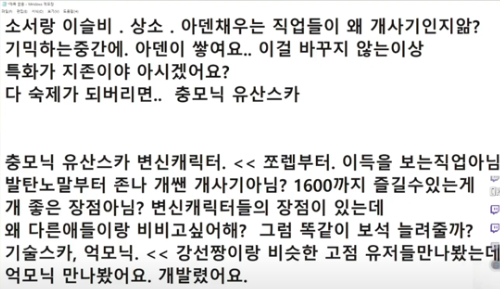 소서랑 이슬비 . 상소 . 아덴채우는 직업들이 왜 개사기인지앎?
기믹하는중간에. 아덴이 쌓여요.. 이걸 바꾸지 않는이상
특화가 지존이야 아시겠어요?
다 숙제가 되버리면.. 충모닉 유산스카
충모닉 유산스카 변신캐릭터. << 쪼렙부터. 이득을 보는직업아님
발탄노말부터 존나 개쌘 개사기아님? 1600까지 즐길수있는게
개 좋은 장점아님? 변신캐릭터들의 장점이 있는데
왜 다른애들이랑 비비고싶어해? 그럼 똑같이 보석 늘려줄까?
기술스카, 억모닉. << 강선짱이랑 비슷한 고점 유저들만나봤는데
억모닉 만나봤어요. 개발렸어요.